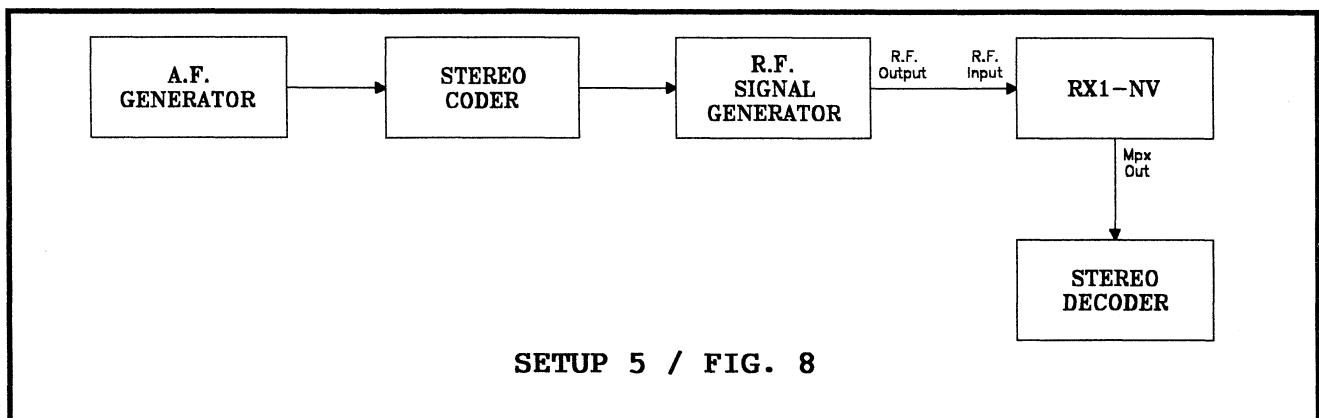 A.F.
GENERATOR
STEREO
CODER
R.F.
SIGNAL
GENERATOR
R.F.
Output
R.F.
Input
RX1-NV
Mpx
Out
STEREO
DECODER
SETUP 5 / FIG. 8